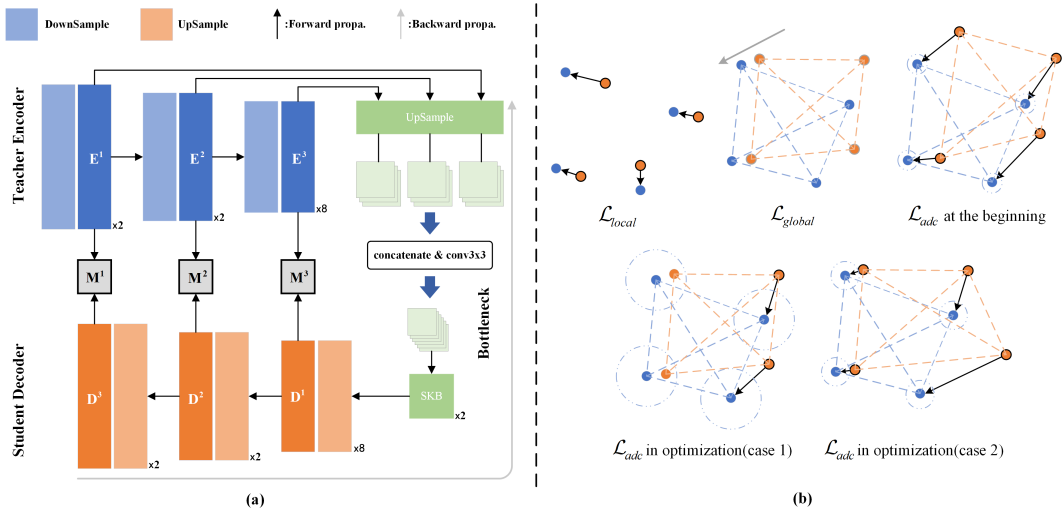 DownSample
UpSample
:Forward propa.
:Backward propa.
Teacher Encoder
E¹
x2
E²
x2
E³
x8
UpSample
concatenate & conv3x3
M¹
M²
M³
Bottleneck
Student Decoder
D³
x2
D²
x2
D¹
x8
SKB
x2
(a)
ℒlocal
ℒglobal
ℒadc at the beginning
ℒadc in optimization(case 1)
ℒadc in optimization(case 2)
(b)